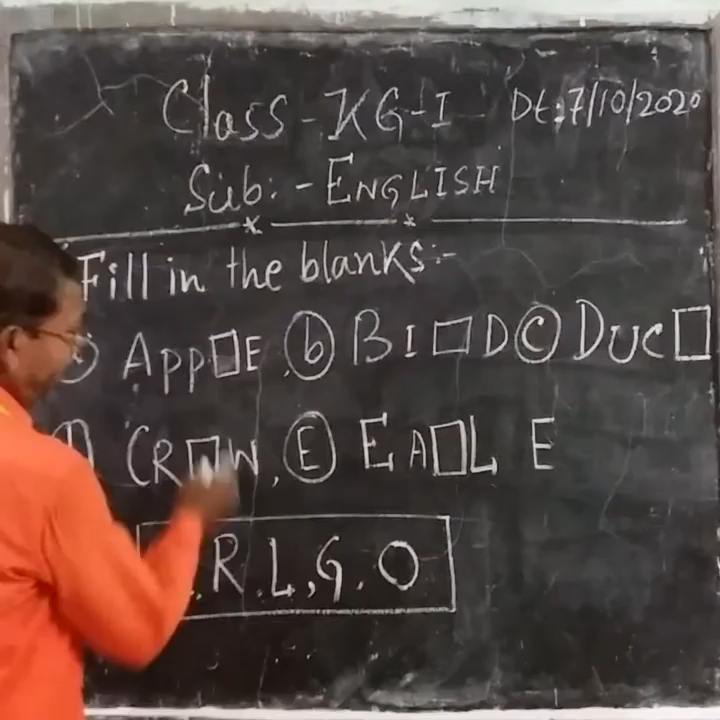 Class - KG-I Dt:7/10/2020
Sub: - ENGLISH
Fill in the blanks:-
APP□E (b) BI□D (C) DUC□
CR□W, (E) EA□L E
R.L,G.O